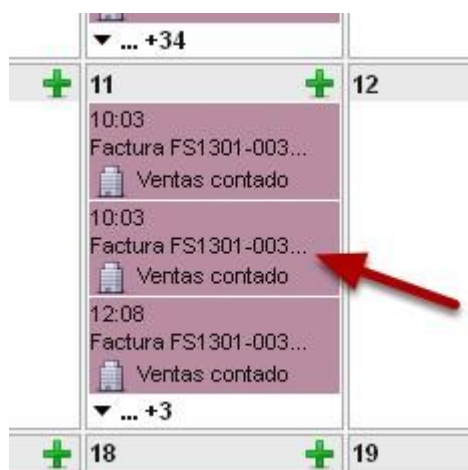 ▼ ... +34
11
12
10:03
Factura FS1301-003...
Ventas contado
10:03
Factura FS1301-003...
Ventas contado
12:08
Factura FS1301-003...
Ventas contado
▼ ... +3
18
19